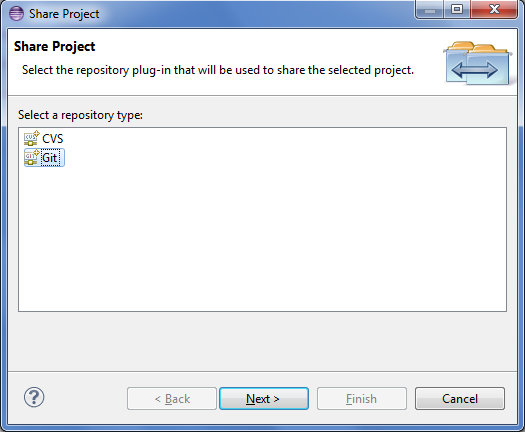 Share Project
Share Project
Select the repository plug-in that will be used to share the selected project.
Select a repository type:
CVS
Git
< Back
Next >
Finish
Cancel